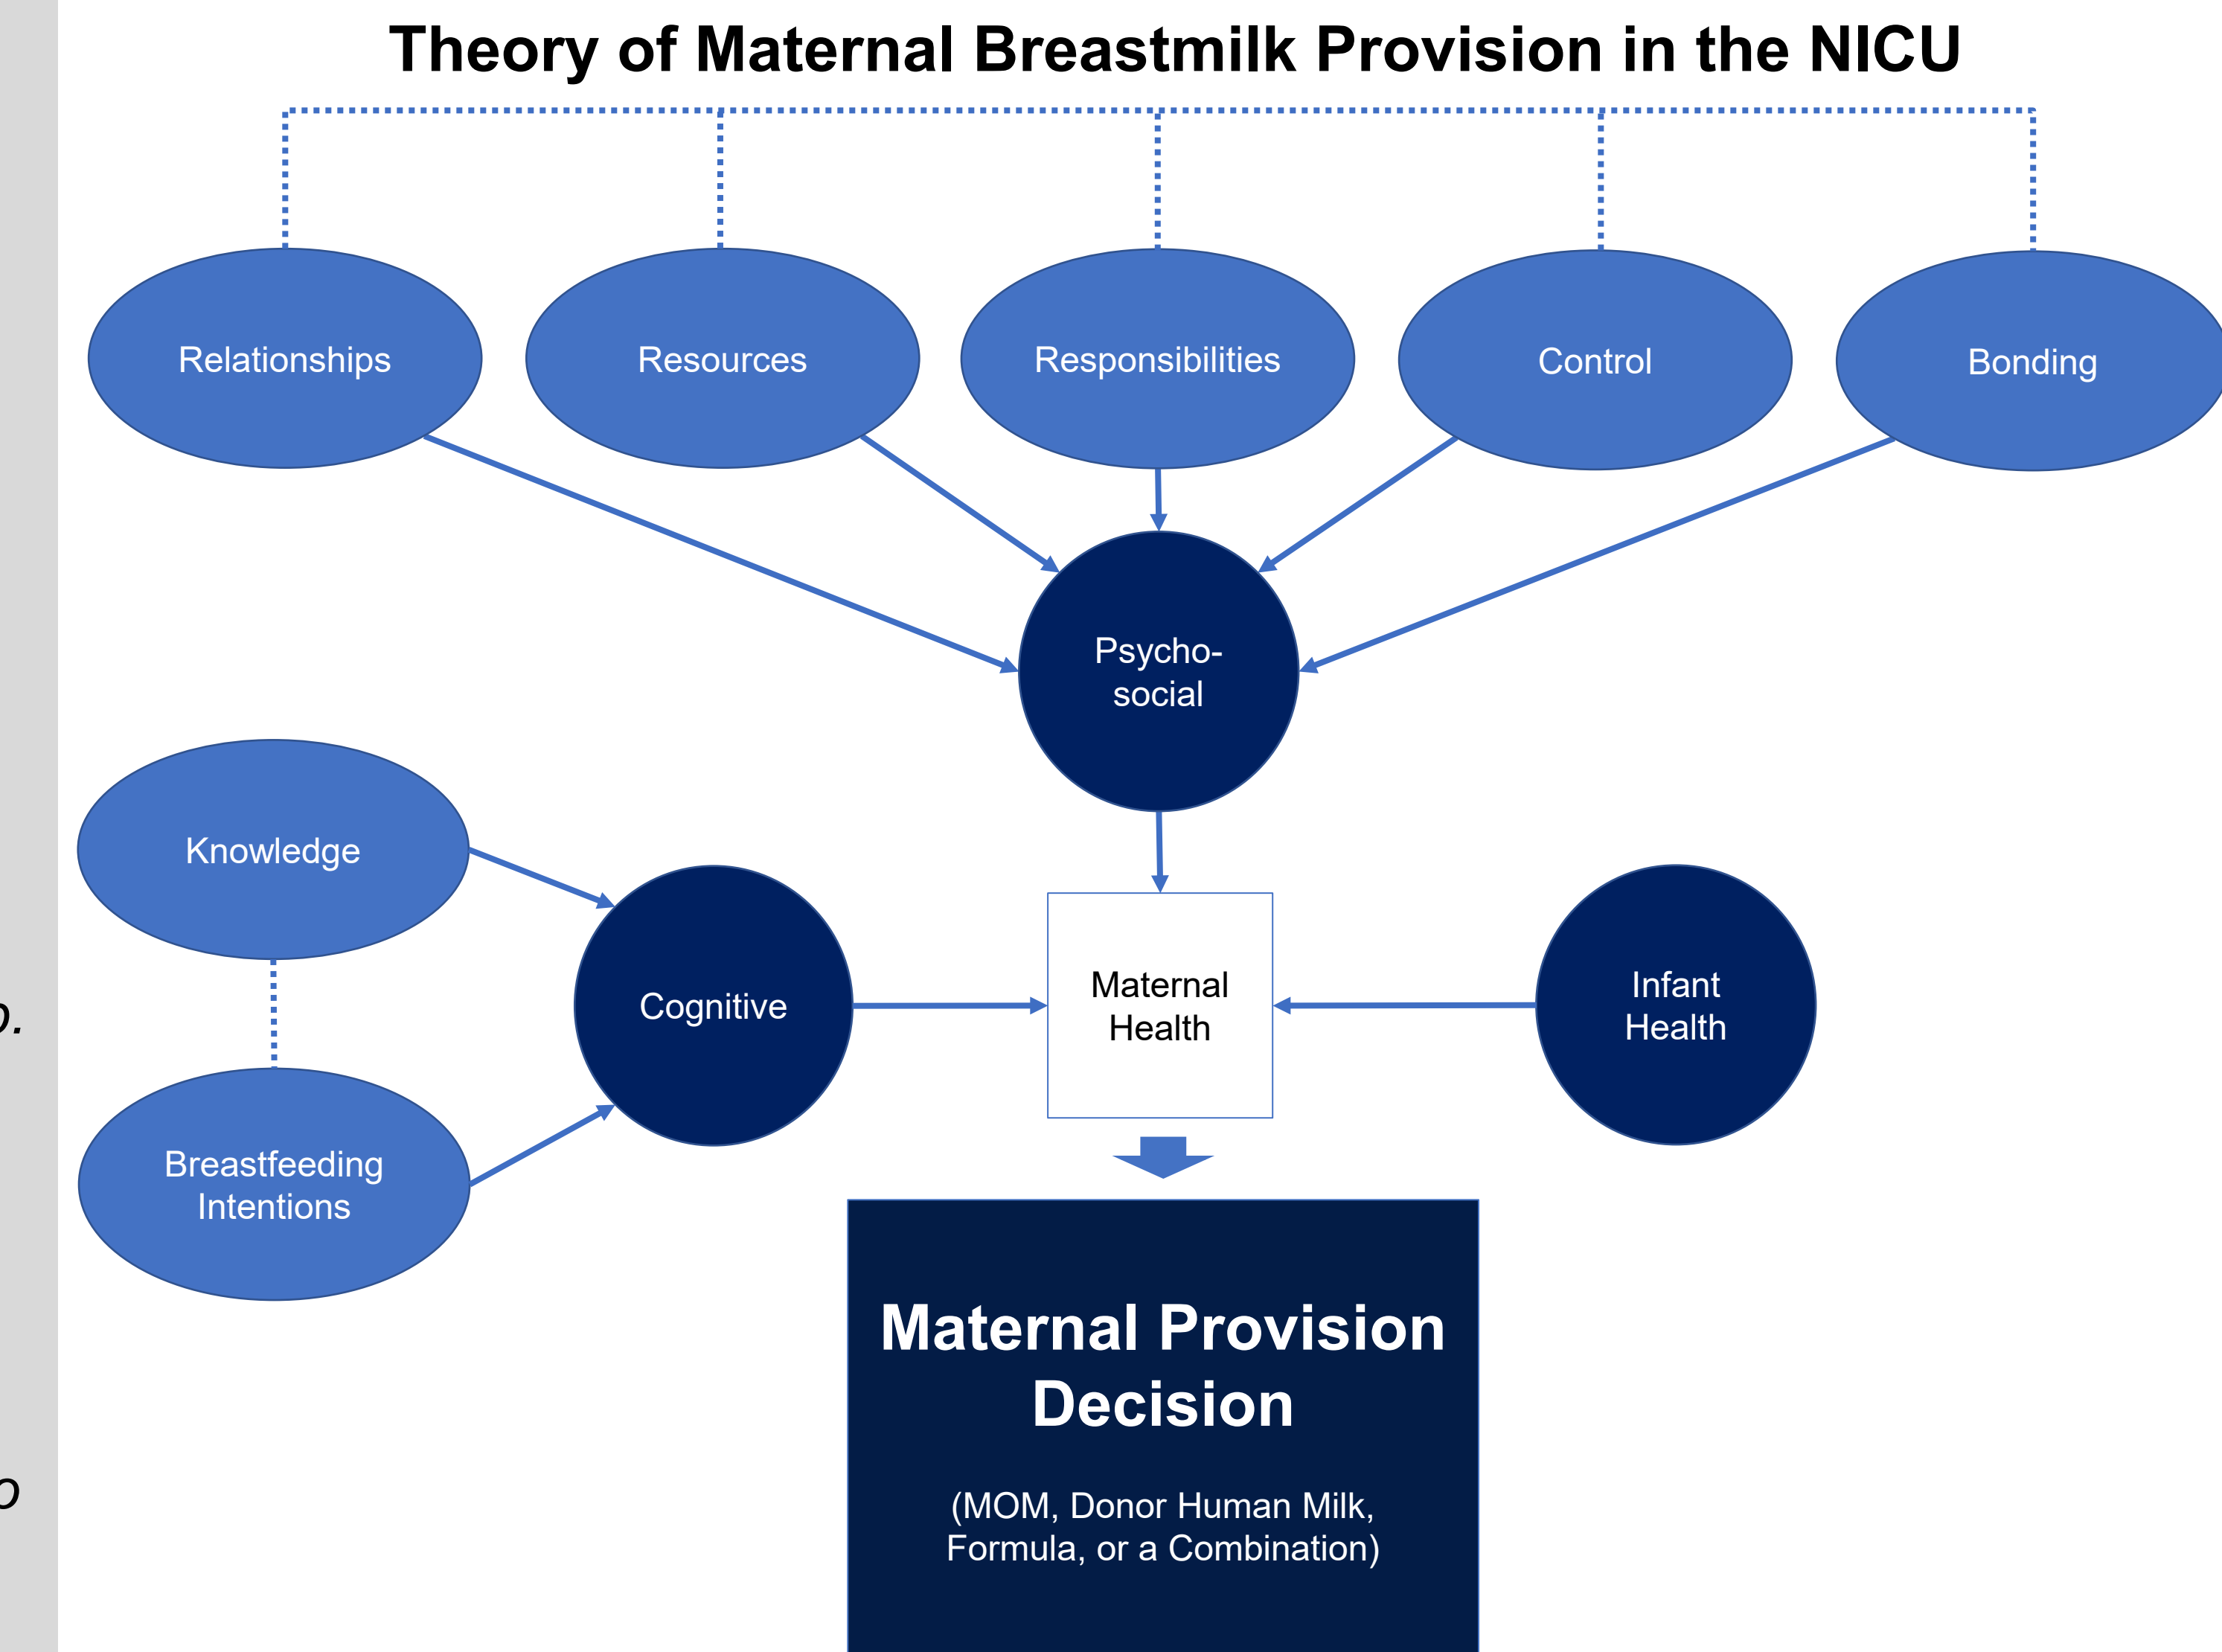 Theory of Maternal Breastmilk Provision in the NICU
Relationships
Resources
Responsibilities
Control
Bonding
Psycho-
social
Knowledge
Cognitive
Maternal
Health
Infant
Health
Breastfeeding
Intentions
Maternal Provision
Decision
(MOM, Donor Human Milk,
Formula, or a Combination)